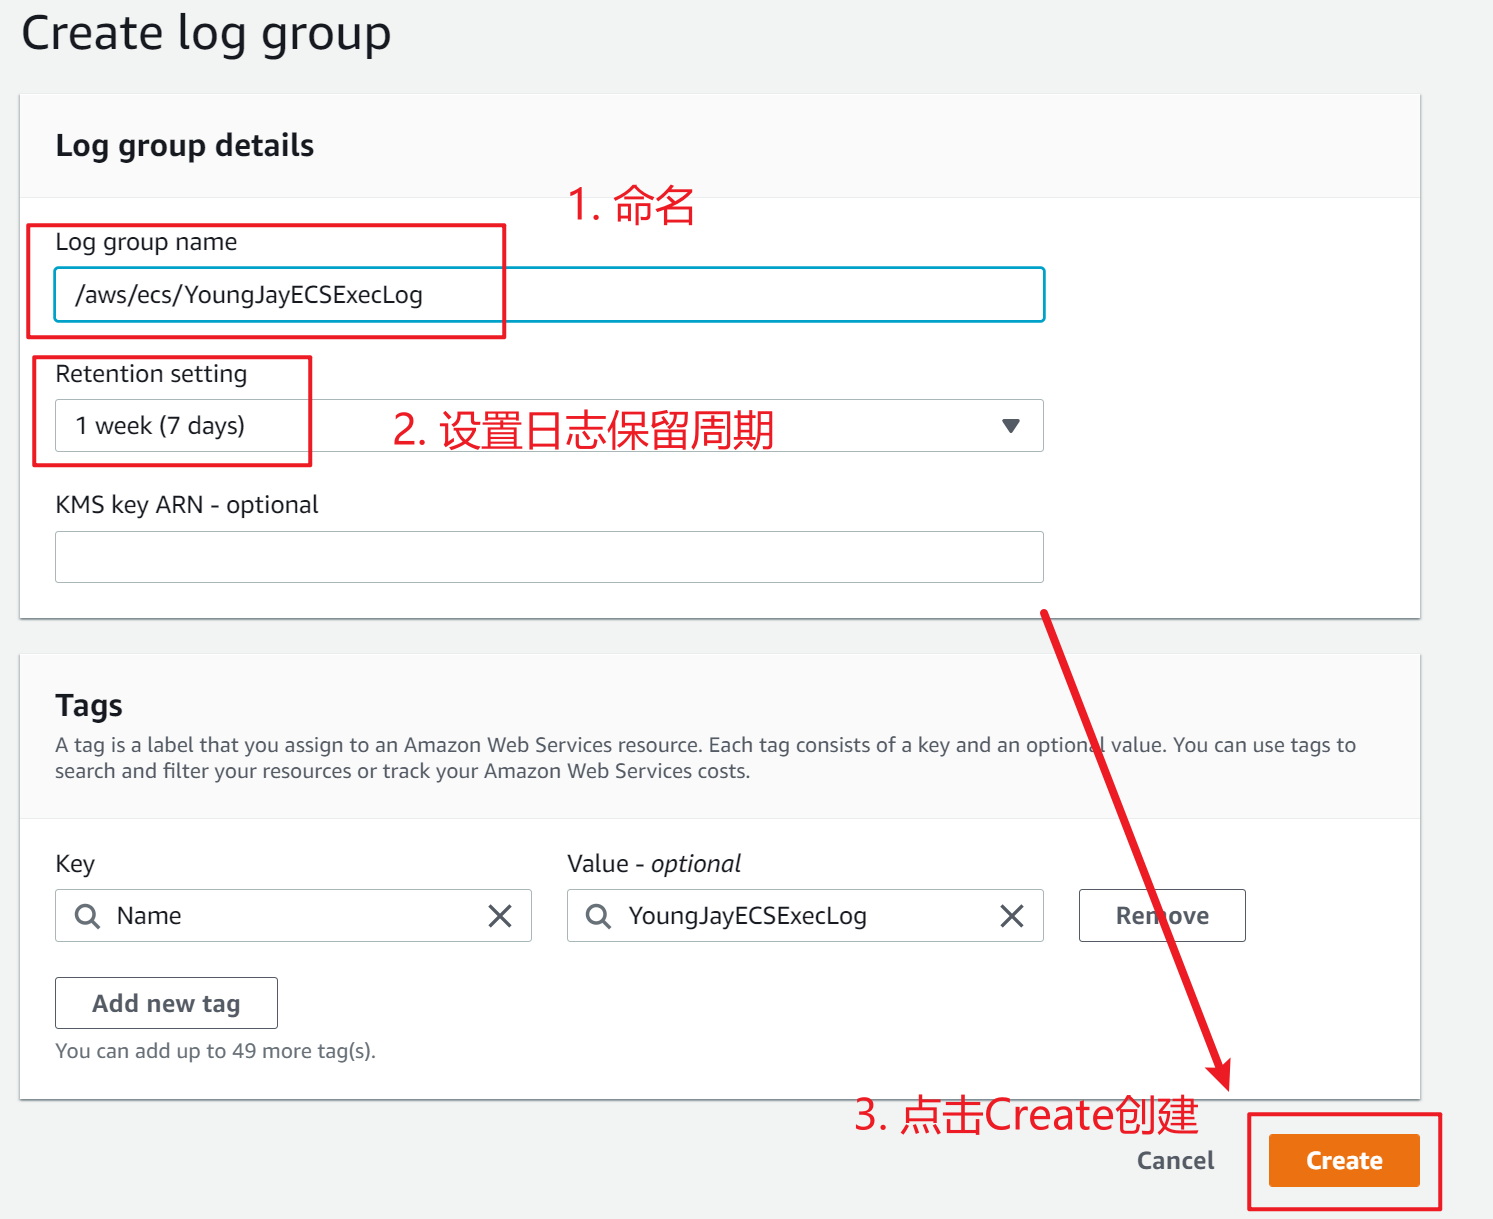 Create log group
Log group details
1. 命名
Log group name
/aws/ecs/YoungJayECSExecLog
Retention setting
1 week (7 days)
2. 设置日志保留周期
KMS key ARN - optional
Tags
A tag is a label that you assign to an Amazon Web Services resource. Each tag consists of a key and an optional value. You can use tags to
search and filter your resources or track your Amazon Web Services costs.
Key
Value - optional
Name
YoungJayECSExecLog
Remove
Add new tag
You can add up to 49 more tag(s).
3. 点击Create创建
Cancel
Create